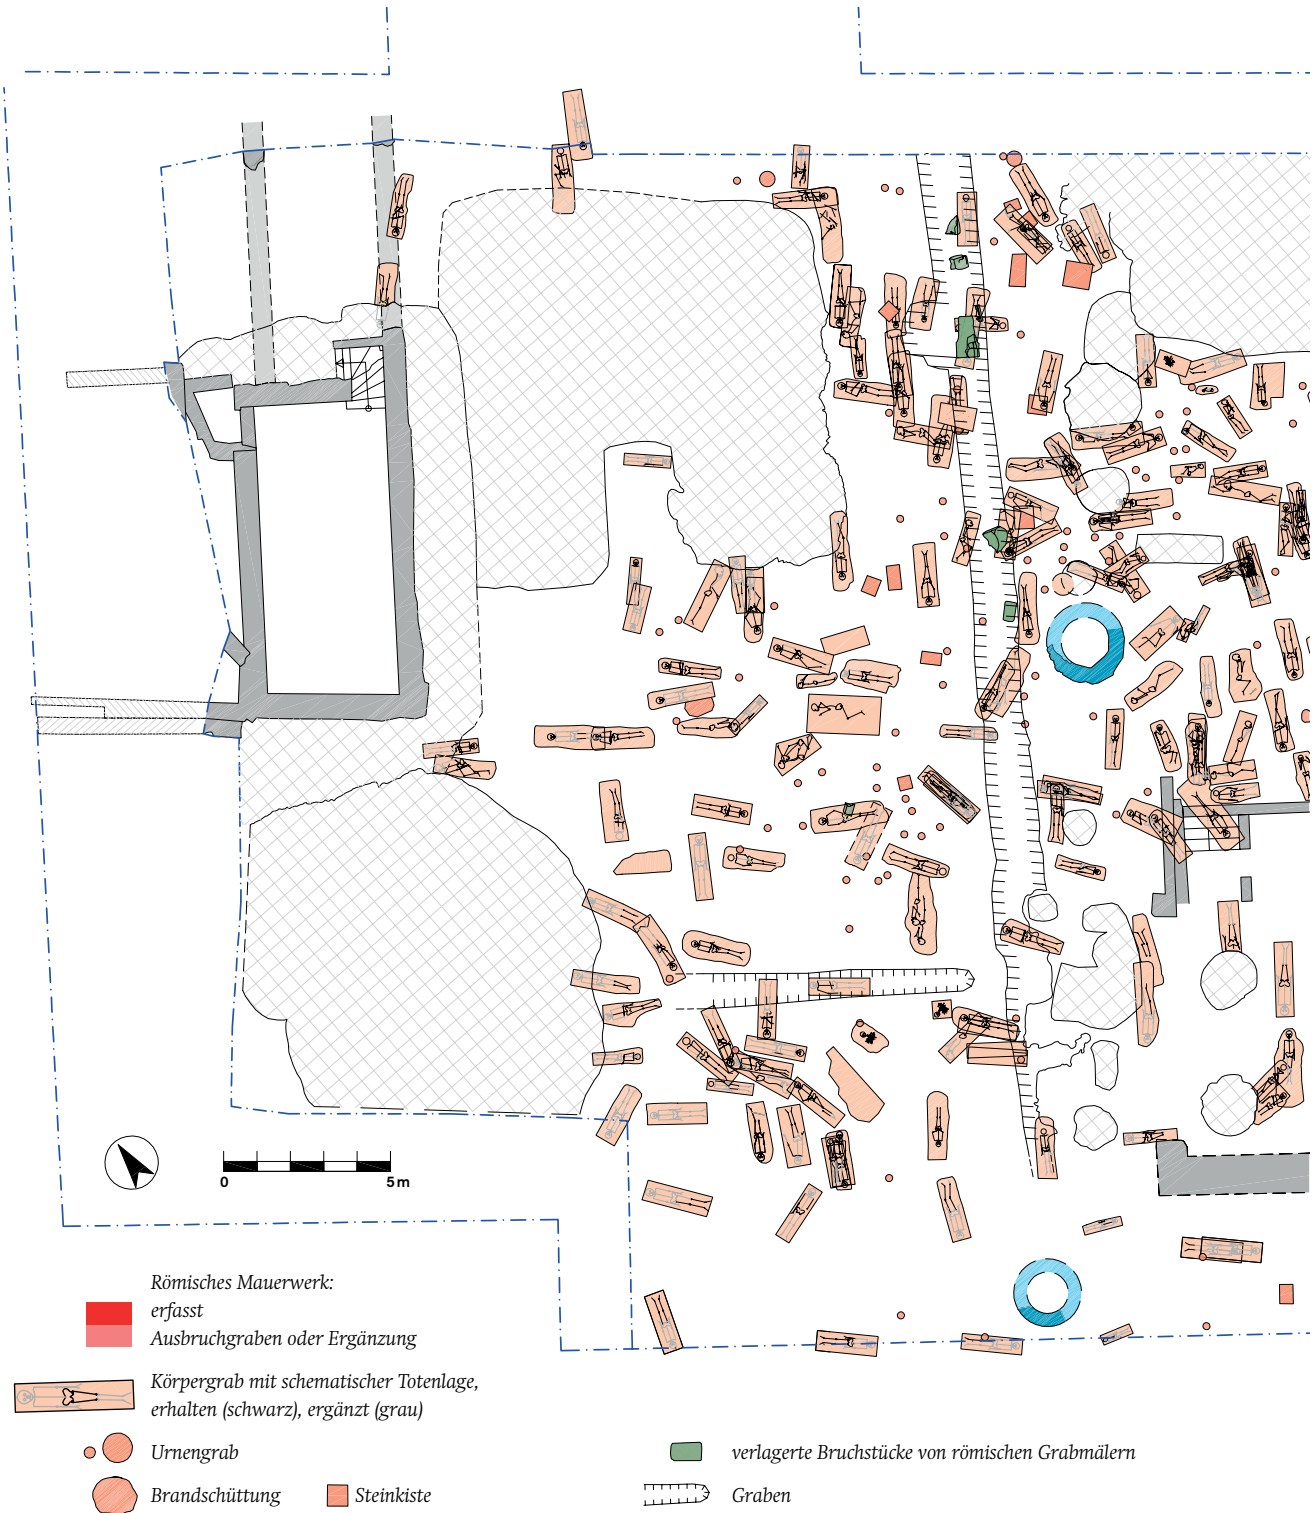 0 5 m
Römisches Mauerwerk:
erfasst
Ausbruchgraben oder Ergänzung
Körpergrab mit schematischer Totenlage,
erhalten (schwarz), ergänzt (grau)
Urnengrab
Brandschüttung
Steinkiste
verlagerte Bruchstücke von römischen Grabmälern
Graben